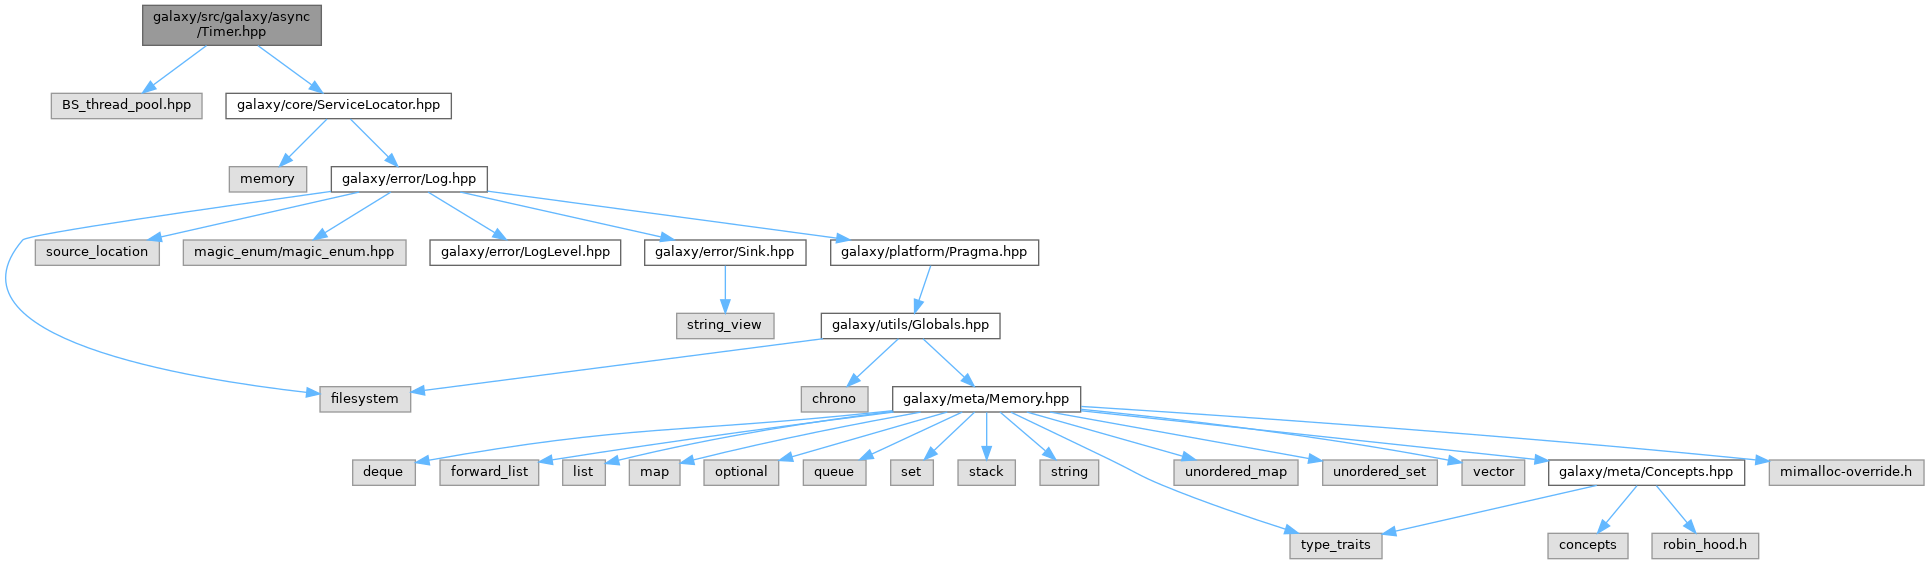 galaxy/src/galaxy/async
/Timer.hpp
BS_thread_pool.hpp
galaxy/core/ServiceLocator.hpp
memory
galaxy/error/Log.hpp
source_location
magic_enum/magic_enum.hpp
galaxy/error/LogLevel.hpp
galaxy/error/Sink.hpp
galaxy/platform/Pragma.hpp
string_view
galaxy/utils/Globals.hpp
filesystem
chrono
galaxy/meta/Memory.hpp
deque
forward_list
list
map
optional
queue
set
stack
string
unordered_map
unordered_set
vector
galaxy/meta/Concepts.hpp
mimalloc-override.h
type_traits
concepts
robin_hood.h